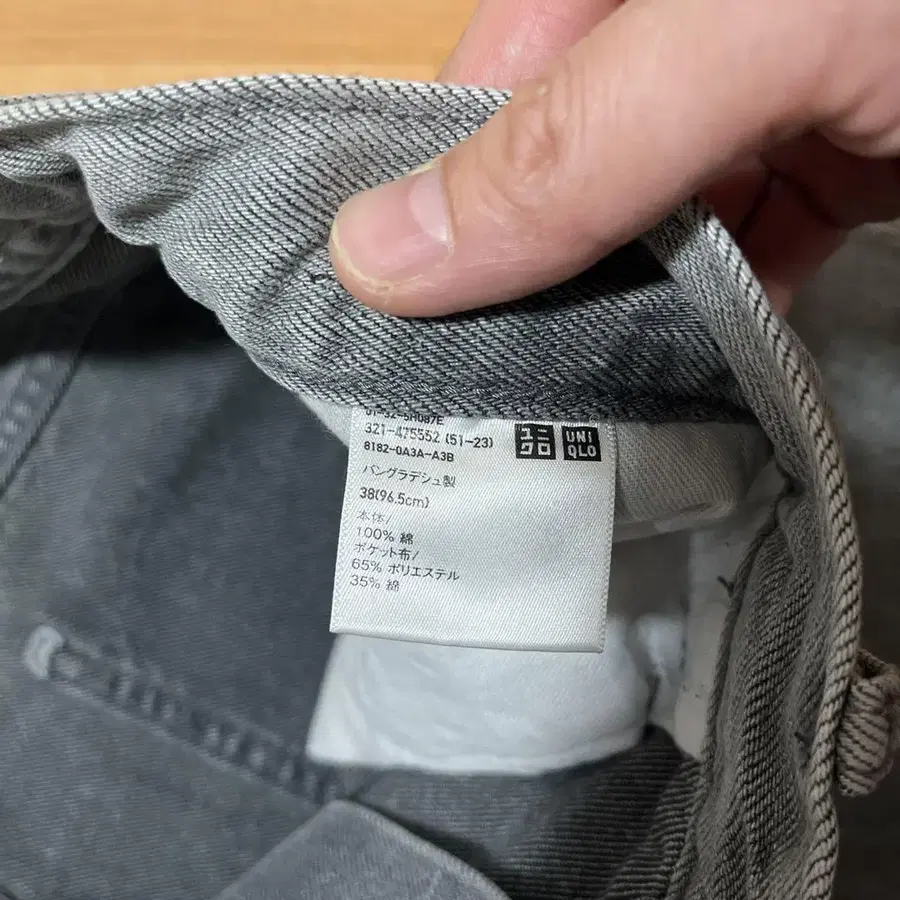 321-475552 (51-23)
8182-0A3A-A3B
ユニクロ
UNIQLO
バングラデシュ製
38(96.5cm)
本体/
100% 綿
ポケット布/
65% ポリエステル
35% 綿